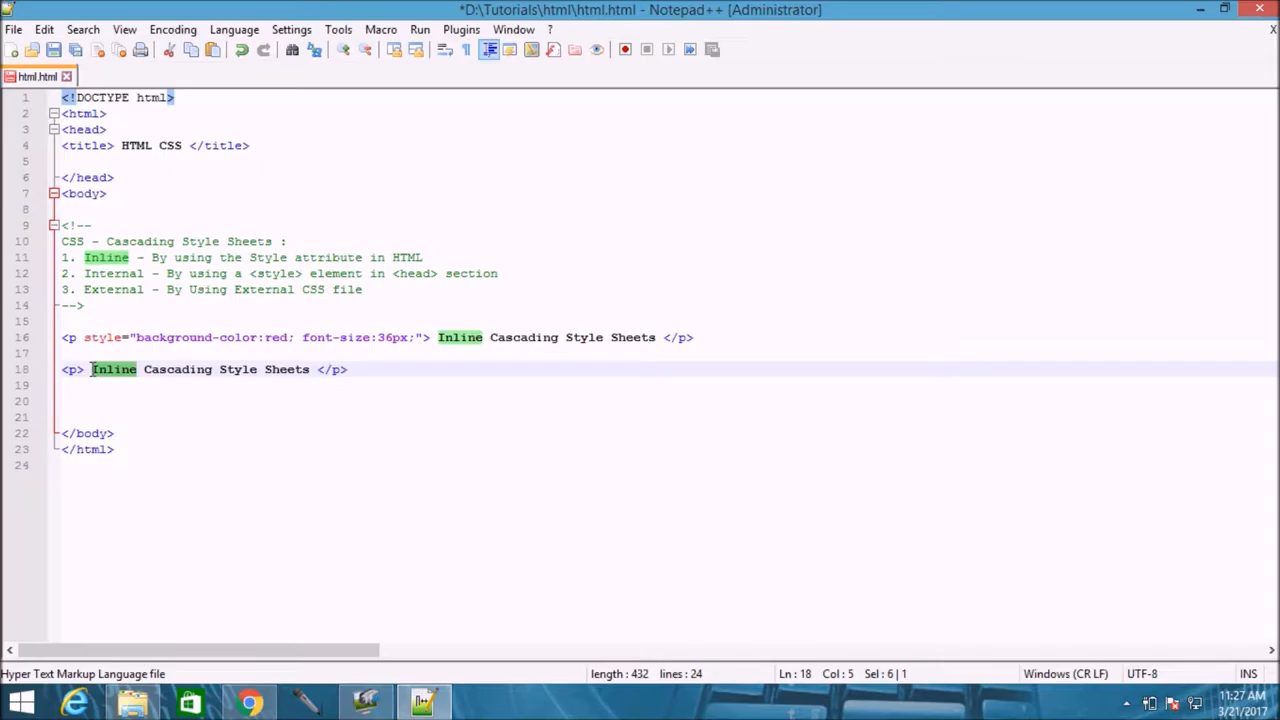 *D:\Tutorials\html\html.html - Notepad++ [Administrator]
File Edit Search View Encoding Language Settings Tools Macro Run Plugins Window ? X
html.html
1 <!DOCTYPE html>
2 <html>
3 <head>
4 <title> HTML CSS </title>
5
6 </head>
7 <body>
8
9 <!--
10 CSS - Cascading Style Sheets :
11 1. Inline - By using the Style attribute in HTML
12 2. Internal - By using a <style> element in <head> section
13 3. External - By Using External CSS file
14 -->
15
16 <p style="background-color:red; font-size:36px;"> Inline Cascading Style Sheets </p>
17
18 <p> Inline Cascading Style Sheets </p>
19
20
21
22 </body>
23 </html>
24
Hyper Text Markup Language file length : 432 lines : 24 Ln : 18 Col : 5 Sel : 6 | 1 Windows (CR LF) UTF-8 INS
11:27 AM
3/21/2017